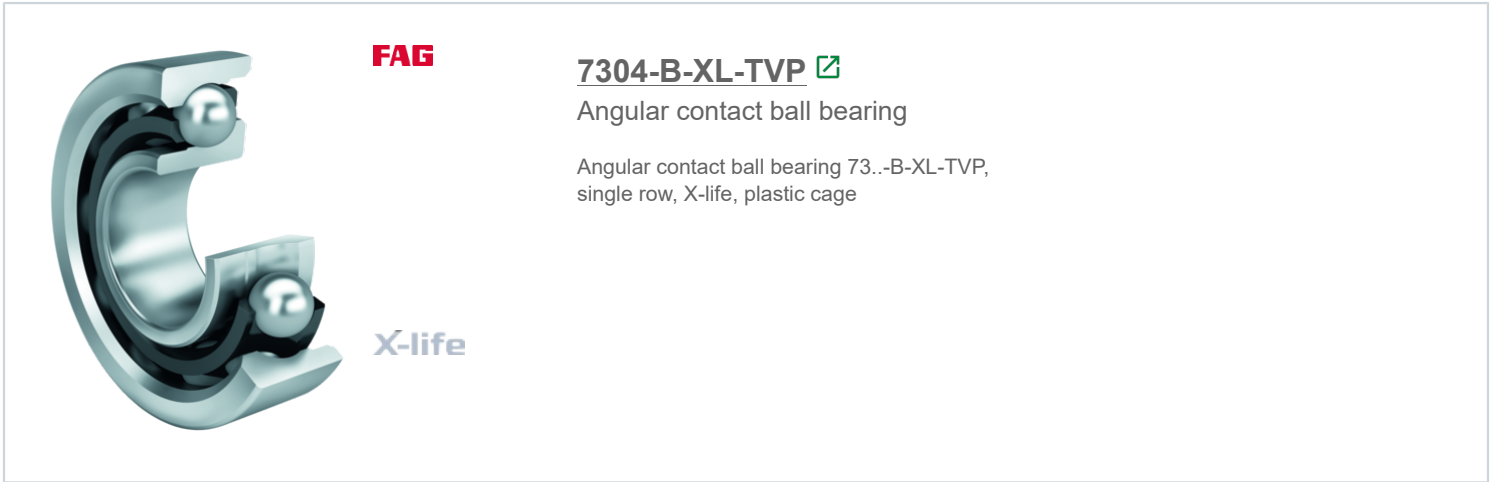 FAG
7304-B-XL-TVP
Angular contact ball bearing
Angular contact ball bearing 73..-B-XL-TVP,
single row, X-life, plastic cage
X-life